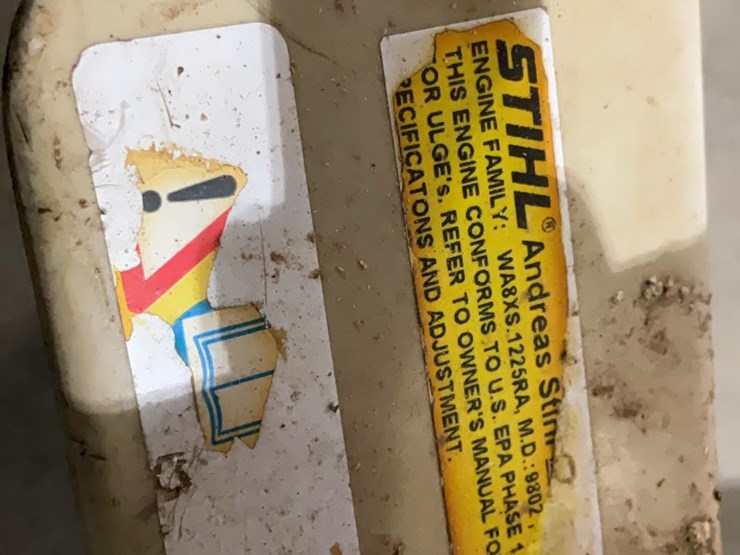 STIHL® Andreas Stihl
ENGINE FAMILY: WA8XS.1225RA, M.D.:9802,
THIS ENGINE CONFORMS TO U.S. EPA PHASE 1
OR ULGE's, REFER TO OWNER'S MANUAL FO
PECIFICATONS AND ADJUSTMENT.